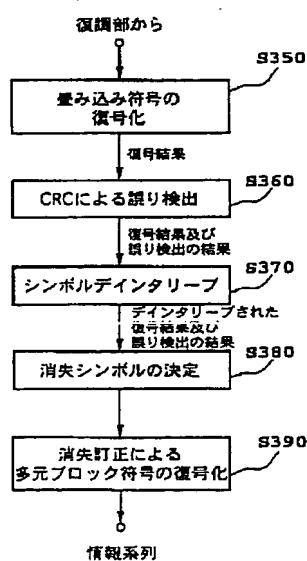 復調部から
S350
畳み込み符号の
復号化
復号結果
S360
CRCによる誤り検出
復号結果及び
誤り検出の結果
S370
シンボルデインタリーブ
デインタリーブされた
復号結果及び
誤り検出の結果
S380
消失シンボルの決定
S390
消失訂正による
多元ブロック符号の復号化
情報系列